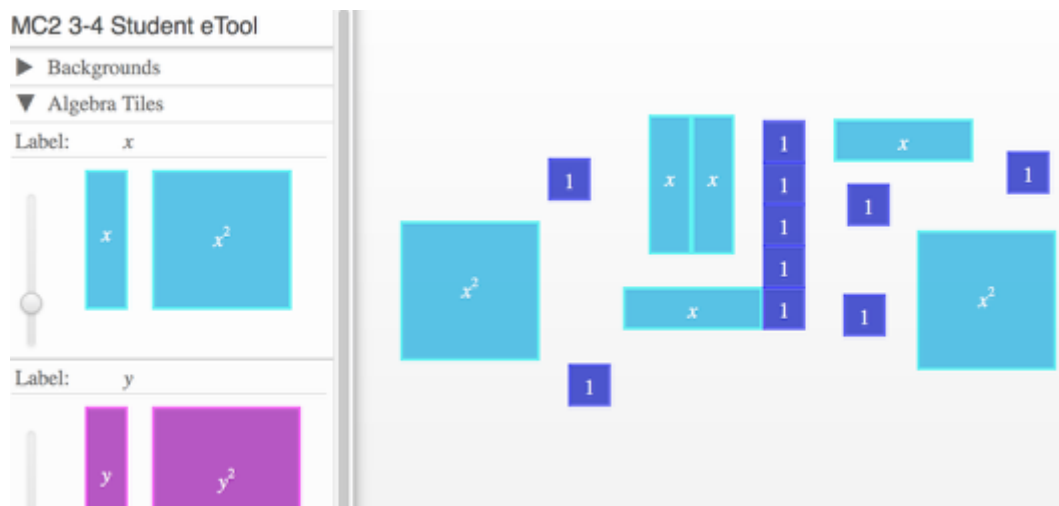 MC2 3-4 Student eTool
Backgrounds
Algebra Tiles
Label: x
x x²
Label: y
y y²
1
x x
1
1
1
1
1
x
1
1
x²
x
1
1
x²
1